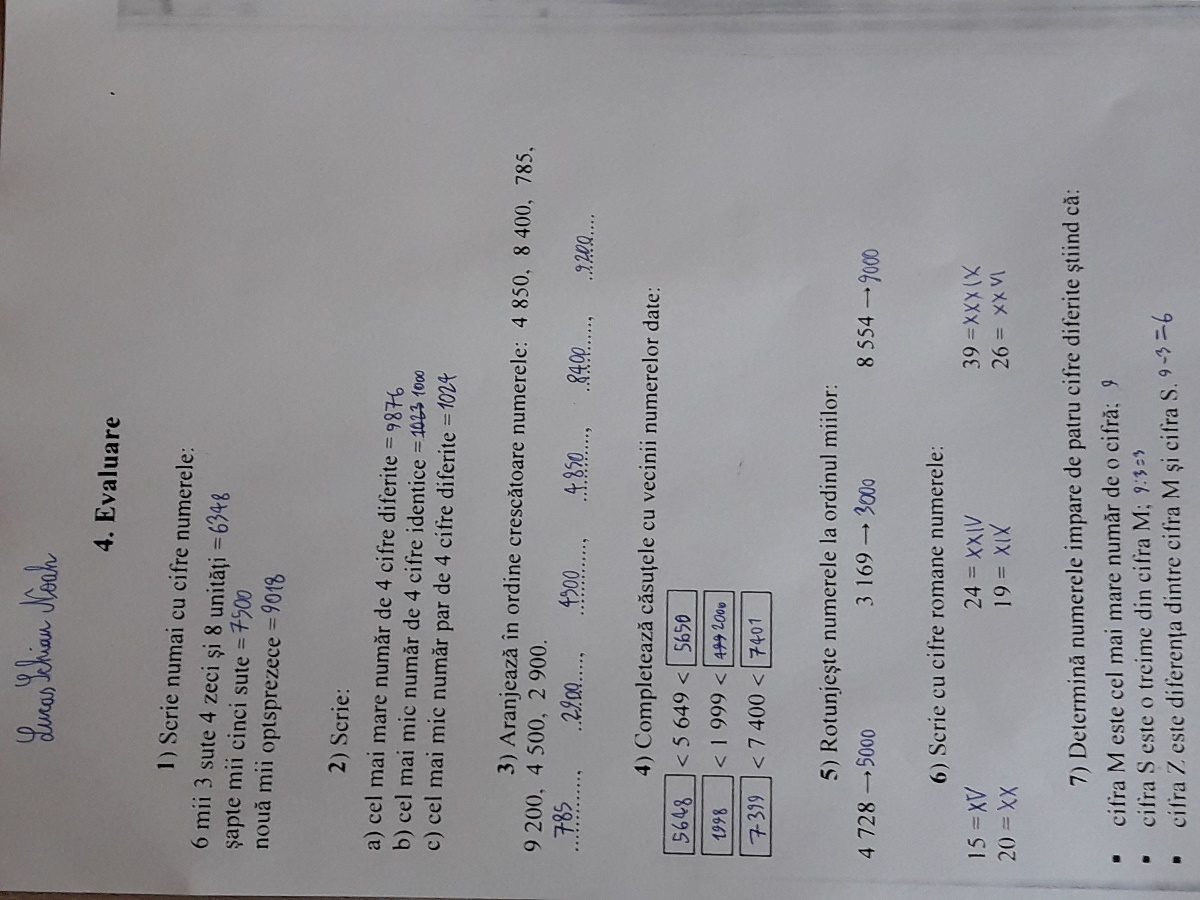 Lucas Ștefan Noah
4. Evaluare
1) Scrie numai cu cifre numerele:
6 mii 3 sute 4 zeci și 8 unități = 6348
șapte mii cinci sute = 7500
nouă mii optsprezece = 9018
2) Scrie:
a) cel mai mare număr de 4 cifre diferite = 9876
b) cel mai mic număr de 4 cifre identice = 1023 1000
c) cel mai mic număr par de 4 cifre diferite = 1024
3) Aranjează în ordine crescătoare numerele: 4 850, 8 400, 785,
9 200, 4 500, 2 900.
785, 2900, 4500, 4850, 8400, 9200
4) Completează căsuțele cu vecinii numerelor date:
5648 < 5 649 < 5650
1998 < 1 999 < 2000
7399 < 7 400 < 7401
5) Rotunjește numerele la ordinul miilor:
4 728 → 5000 3 169 → 3000 8 554 → 9000
6) Scrie cu cifre romane numerele:
15 = XV 24 = XXIV 39 = XXXIX
20 = XX 19 = XIX 26 = XXVI
7) Determină numerele impare de patru cifre diferite știind că:
▪ cifra M este cel mai mare număr de o cifră; 9
▪ cifra S este o treime din cifra M; 9:3=3
▪ cifra Z este diferența dintre cifra M și cifra S. 9-3=6